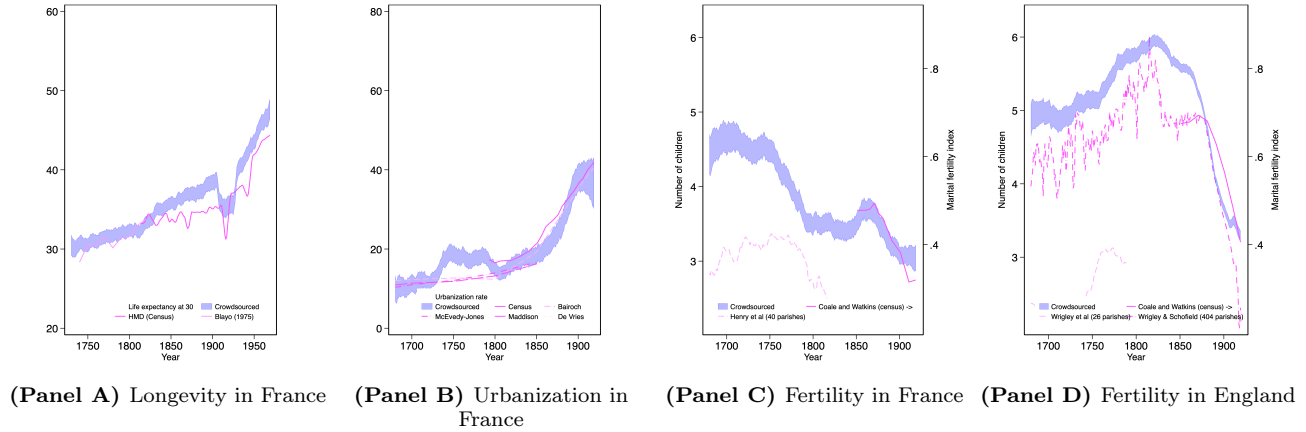 60
50
40
30
20
Life expectancy at 30
Crowdsourced
HMD (Census)
Blayo (1975)
1750 1800 1850 1900 1950
Year
(Panel A) Longevity in France
80
60
40
20
0
Urbanization rate
Crowdsourced
Census
Bairoch
McEvedy-Jones
Maddison
De Vries
1700 1750 1800 1850 1900
Year
(Panel B) Urbanization in
France
Number of children
6
5
4
3
Marital fertility index
.8
.6
.4
Crowdsourced
Coale and Watkins (census) ->
Henry et al (40 parishes)
1700 1750 1800 1850 1900
Year
(Panel C) Fertility in France
Number of children
6
5
4
3
Marital fertility index
.8
.6
.4
Crowdsourced
Coale and Watkins (census) ->
Wrigley et al (26 parishes)
Wrigley & Schofield (404 parishes)
1700 1750 1800 1850 1900
Year
(Panel D) Fertility in England